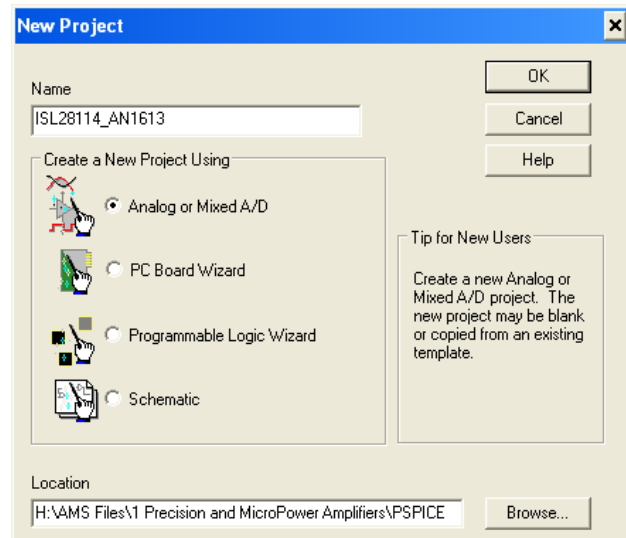 New Project
Name
ISL28114_AN1613
OK
Cancel
Help
Create a New Project Using
Analog or Mixed A/D
PC Board Wizard
Programmable Logic Wizard
Schematic
Tip for New Users
Create a new Analog or
Mixed A/D project. The
new project may be blank
or copied from an existing
template.
Location
H:\AMS Files\1 Precision and MicroPower Amplifiers\PSPICE
Browse...